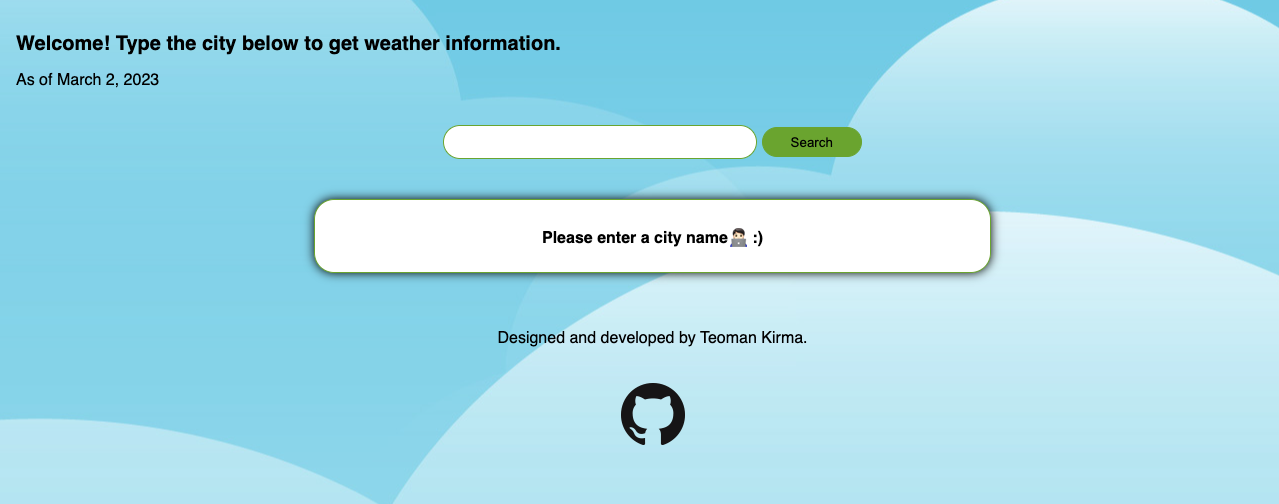 Welcome! Type the city below to get weather information.
As of March 2, 2023
Search
Please enter a city name👨🏻‍💻 :)
Designed and developed by Teoman Kirma.